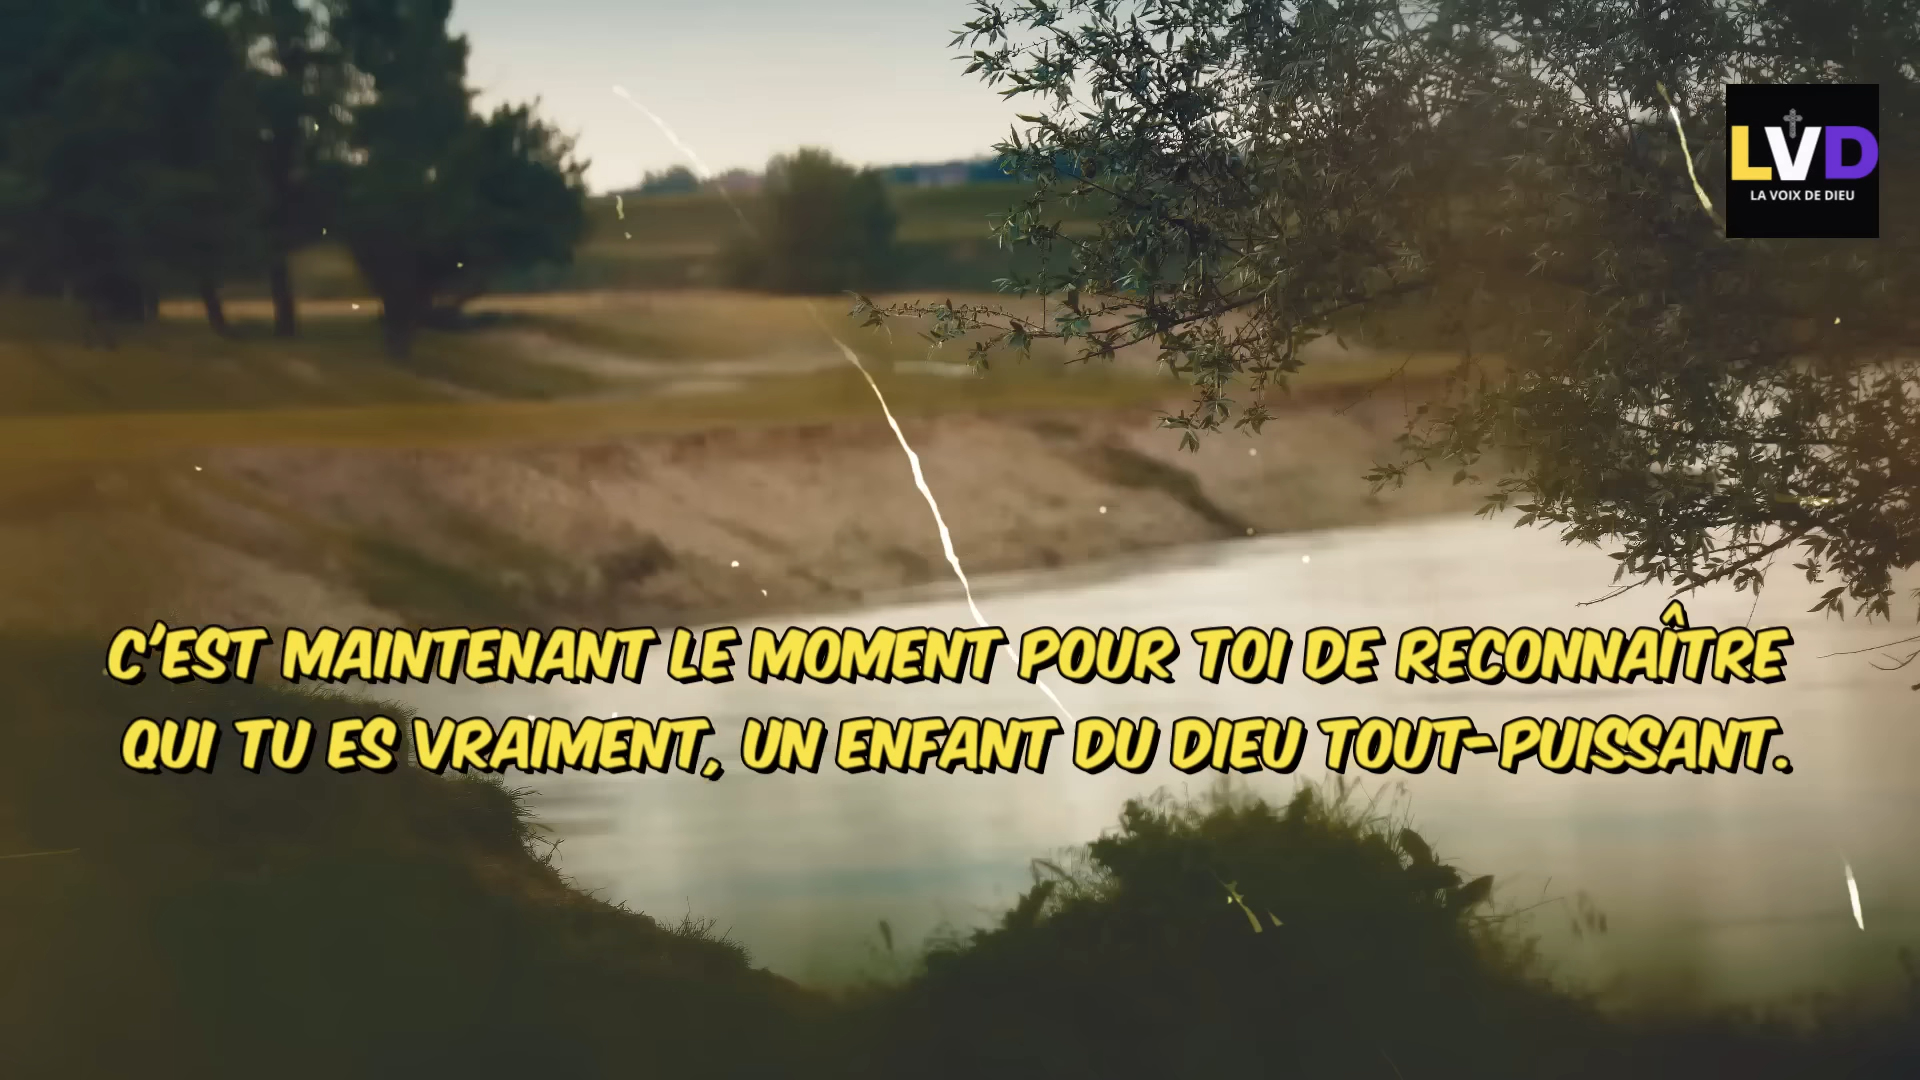 LVD
LA VOIX DE DIEU
C'EST MAINTENANT LE MOMENT POUR TOI DE RECONNAÎTRE
QUI TU ES VRAIMENT, UN ENFANT DU DIEU TOUT-PUISSANT.